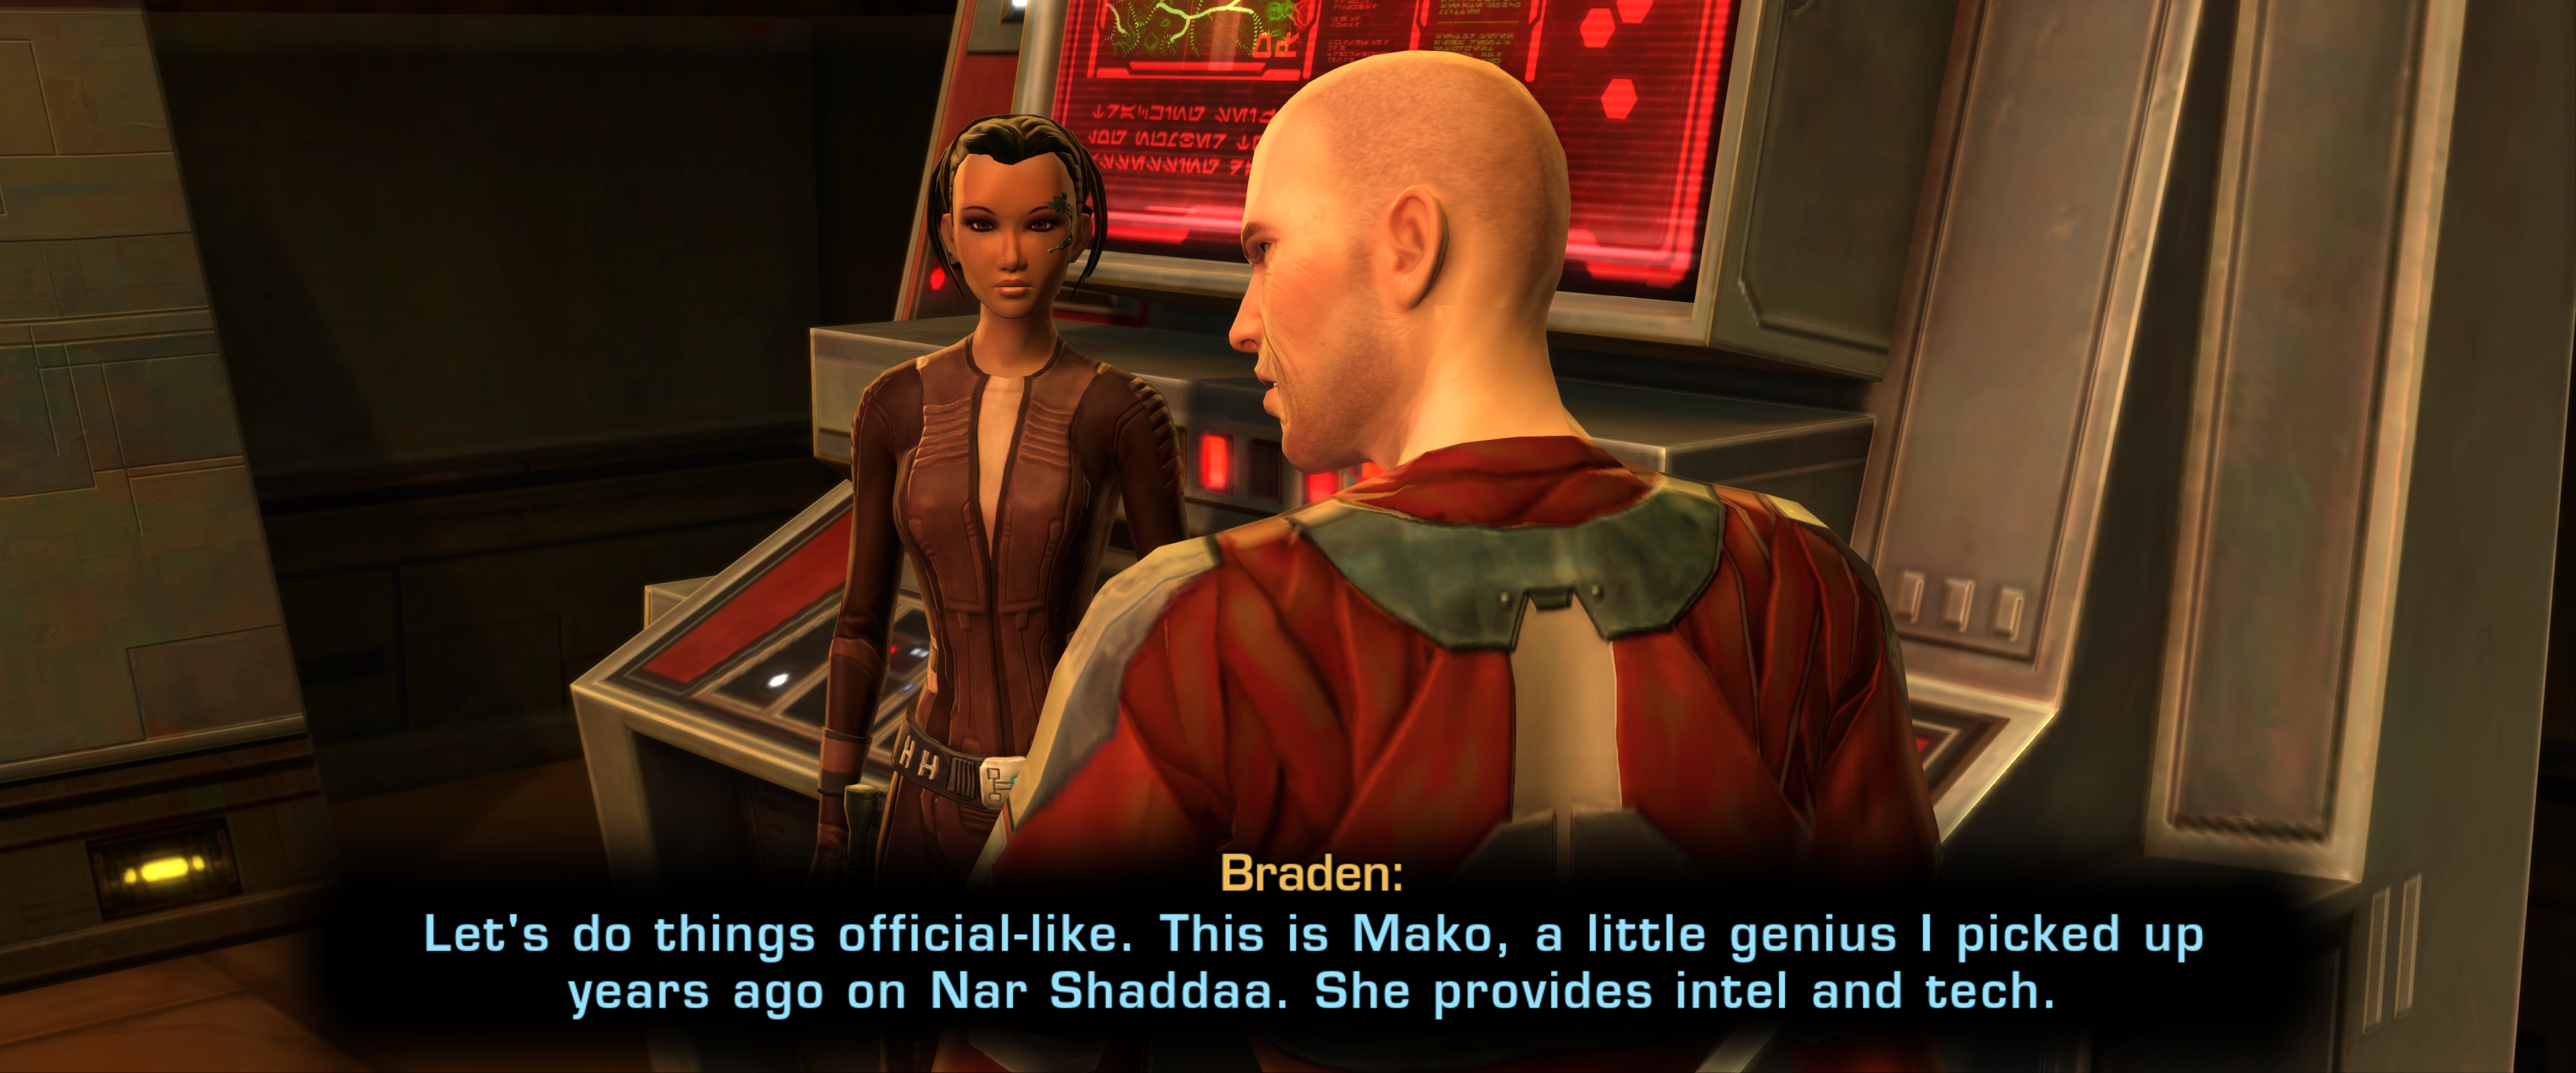 Braden:
Let's do things official-like. This is Mako, a little genius I picked up
years ago on Nar Shaddaa. She provides intel and tech.